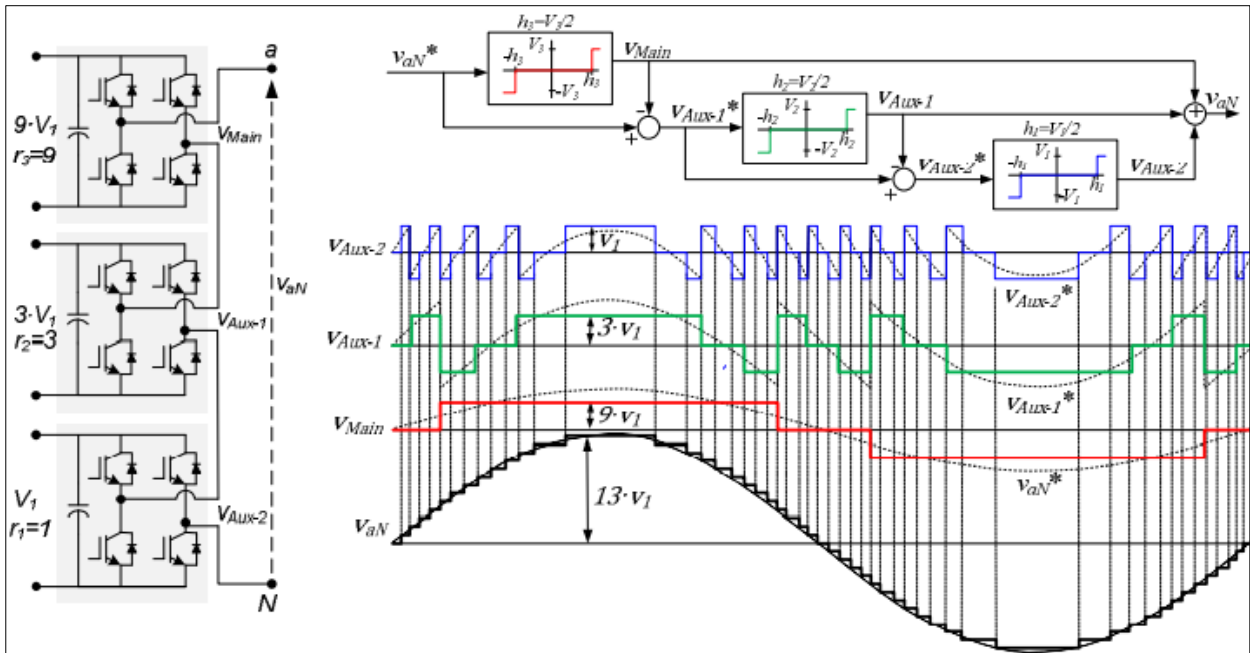 a
9·V1
r3=9
VMain
3·V1
r2=3
VAux-1
VaN
V1
r1=1
VAux-2
N
h3=V3/2
vaN*
-h3
V3
h3
-V3
vMain
h2=V2/2
vAux-1*
-h2
V2
h2
-V2
vAux-1
h1=V1/2
vAux-2*
-h1
V1
h1
-V1
vAux-2
vaN
- +
- +
+
vAux-2
v1
vAux-2*
vAux-1
3·v1
vAux-1*
vMain
9·v1
vaN*
13·v1
vaN